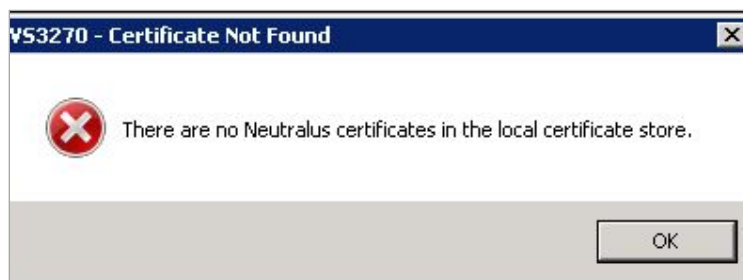 VS3270 - Certificate Not Found
There are no Neutralus certificates in the local certificate store.
OK